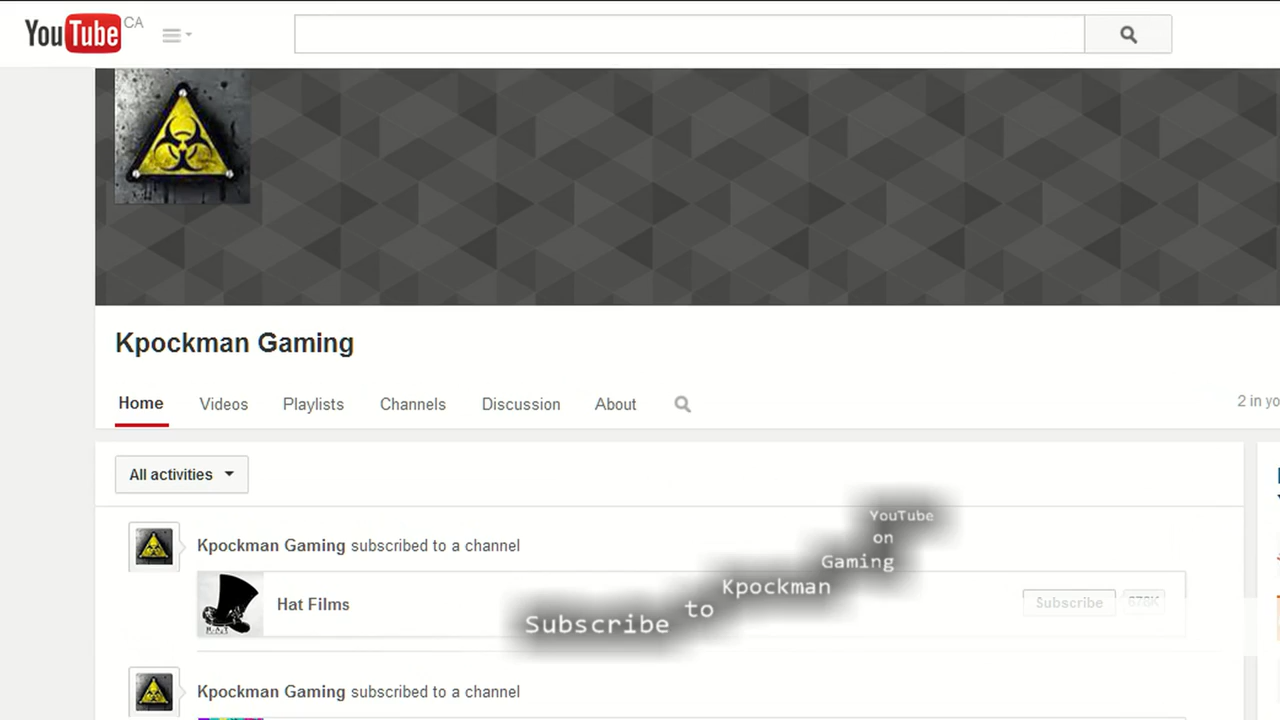 YouTube CA
Kpockman Gaming
Home Videos Playlists Channels Discussion About
2 in yo
All activities
Kpockman Gaming subscribed to a channel
Hat Films
Subscribe 678K
Subscribe to Kpockman Gaming on YouTube
Kpockman Gaming subscribed to a channel